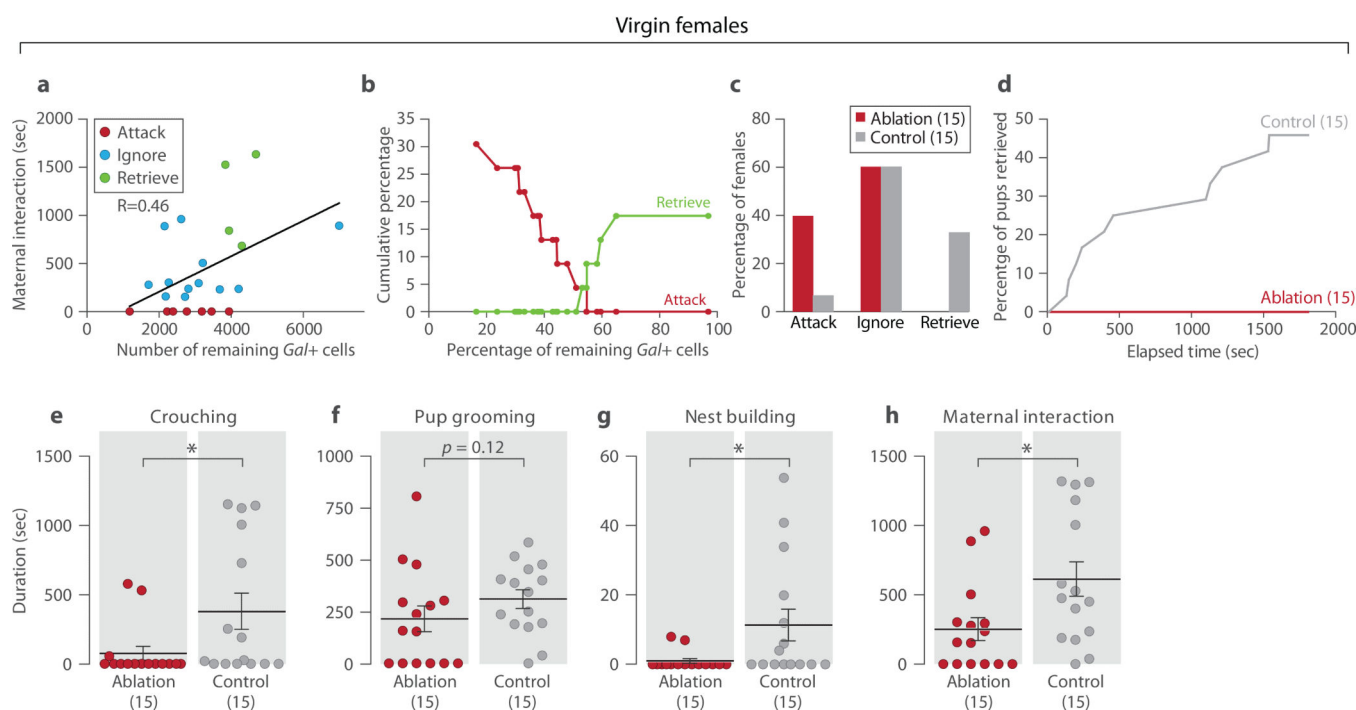 Virgin females
a
Maternal interaction (sec)
2000
1500
1000
500
0
Attack
Ignore
Retrieve
R=0.46
0
2000
4000
6000
Number of remaining Gal+ cells
b
Cumulative percentage
35
30
25
20
15
10
5
0
Retrieve
Attack
0
20
40
60
80
100
Percentage of remaining Gal+ cells
c
Percentage of females
80
60
40
20
0
Ablation (15)
Control (15)
Attack
Ignore
Retrieve
d
Percentge of pups retrieved
50
40
30
20
10
0
Control (15)
Ablation (15)
0
500
1000
1500
2000
Elapsed time (sec)
e
Crouching
Duration (sec)
1500
1000
500
0
*
Ablation
(15)
Control
(15)
f
Pup grooming
1000
750
500
250
0
p = 0.12
Ablation
(15)
Control
(15)
g
Nest building
60
40
20
0
*
Ablation
(15)
Control
(15)
h
Maternal interaction
1500
1000
500
0
*
Ablation
(15)
Control
(15)